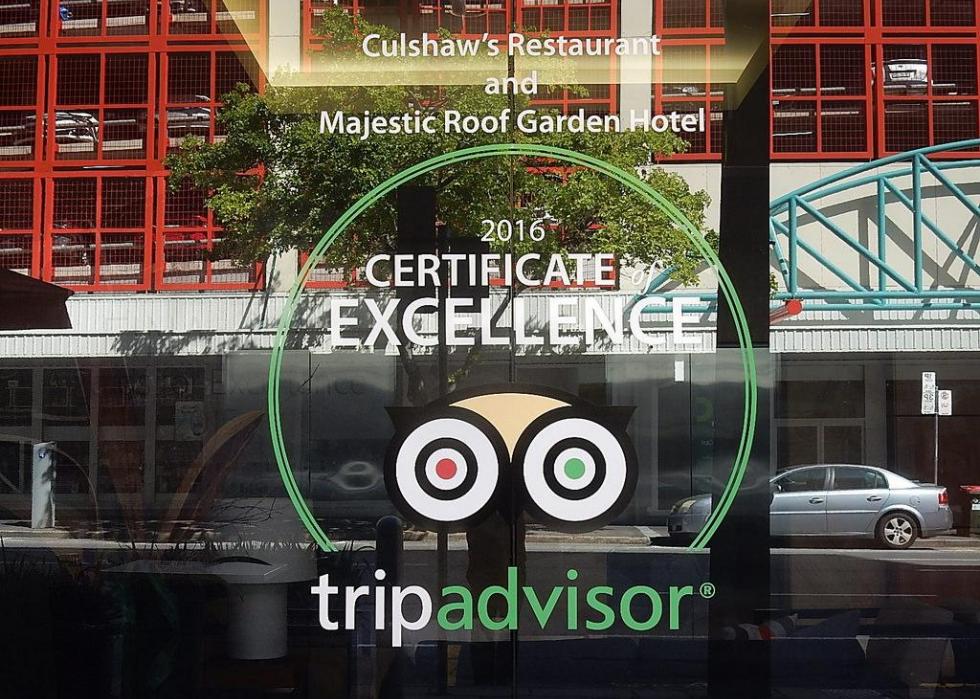 Culshaw's Restaurant
and
Majestic Roof Garden Hotel
2016
CERTIFICATE of
EXCELLENCE
tripadvisor®